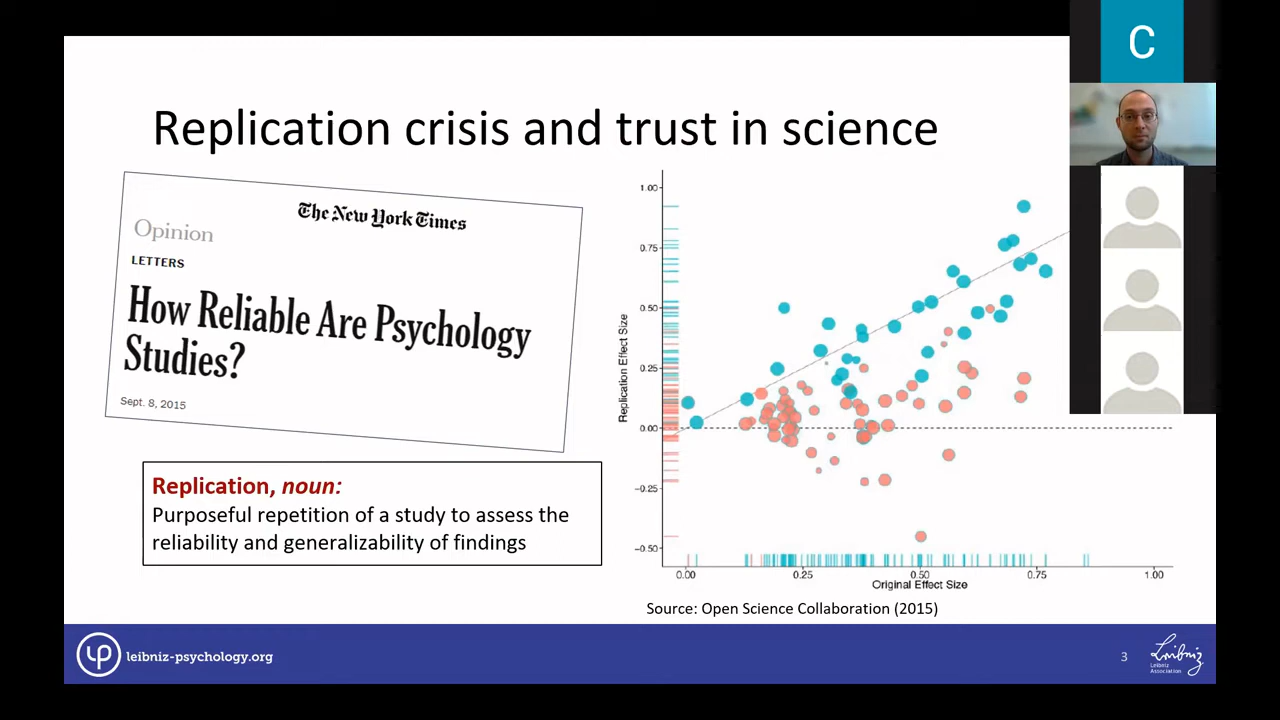 C
Replication crisis and trust in science
The New York Times
Opinion
LETTERS
How Reliable Are Psychology
Studies?
Sept. 8, 2015
Replication, noun:
Purposeful repetition of a study to assess the
reliability and generalizability of findings
Replication Effect Size
1.00
0.75
0.50
0.25
0.00
−0.25
−0.50
0.00 0.25 0.50 0.75 1.00
Original Effect Size
Source: Open Science Collaboration (2015)
leibniz-psychology.org
3
Leibniz
Leibniz
Association